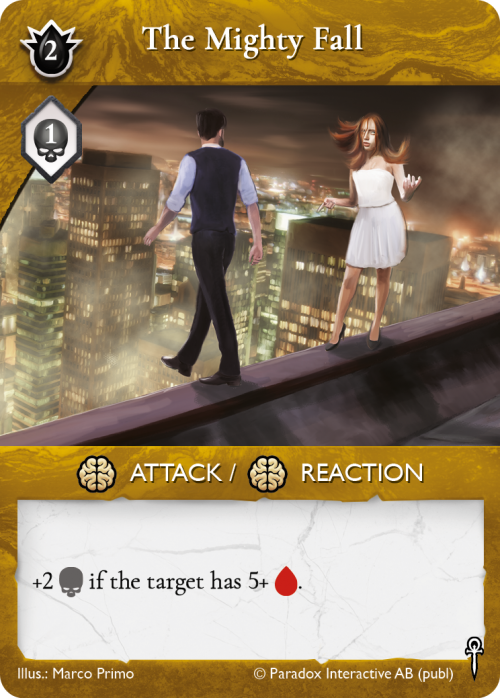 2
The Mighty Fall
1
ATTACK / REACTION
+2 if the target has 5+ .
Illus.: Marco Primo © Paradox Interactive AB (publ)